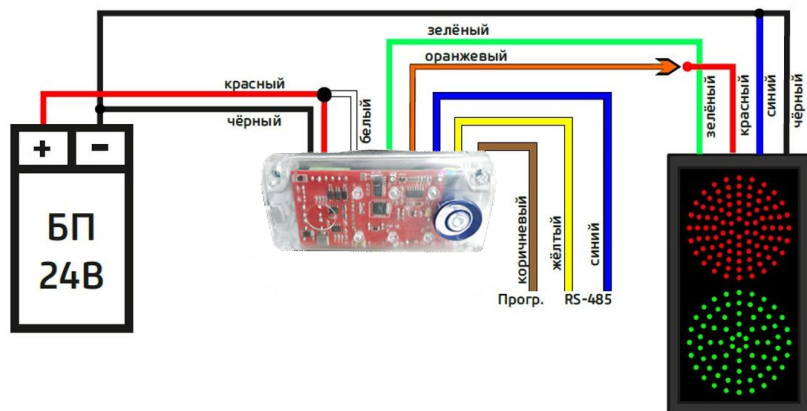 зелёный
оранжевый
красный
чёрный
белый
зелёный
красный
синий
чёрный
+ −
БП
24В
коричневый
жёлтый
синий
Прогр. RS-485